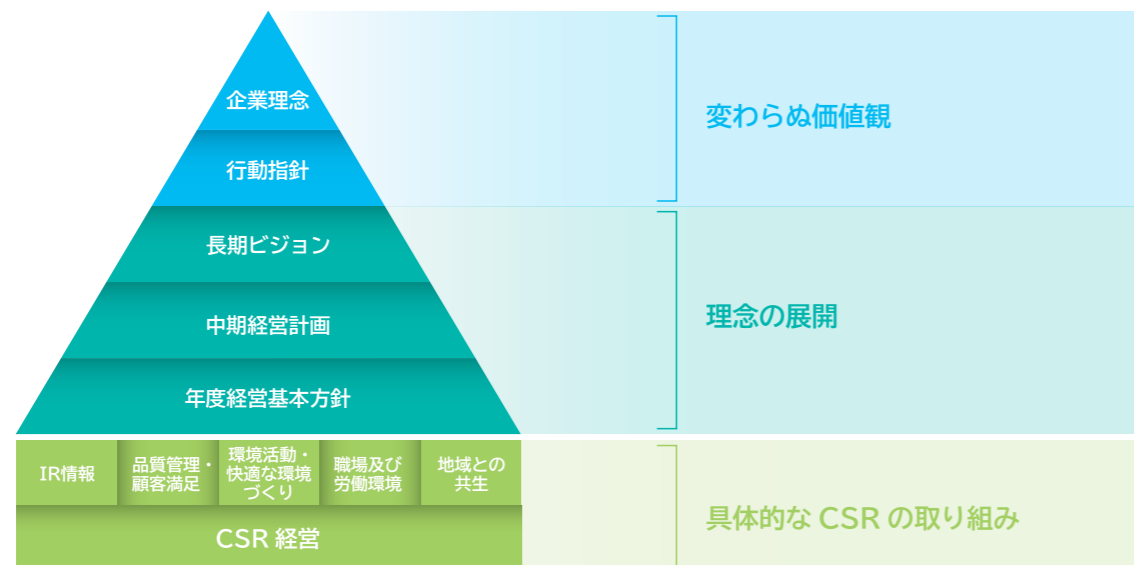 企業理念
行動指針
変わらぬ価値観
長期ビジョン
中期経営計画
年度経営基本方針
理念の展開
IR情報
品質管理・
顧客満足
環境活動・
快適な環境
づくり
職場及び
労働環境
地域との
共生
CSR 経営
具体的な CSR の取り組み